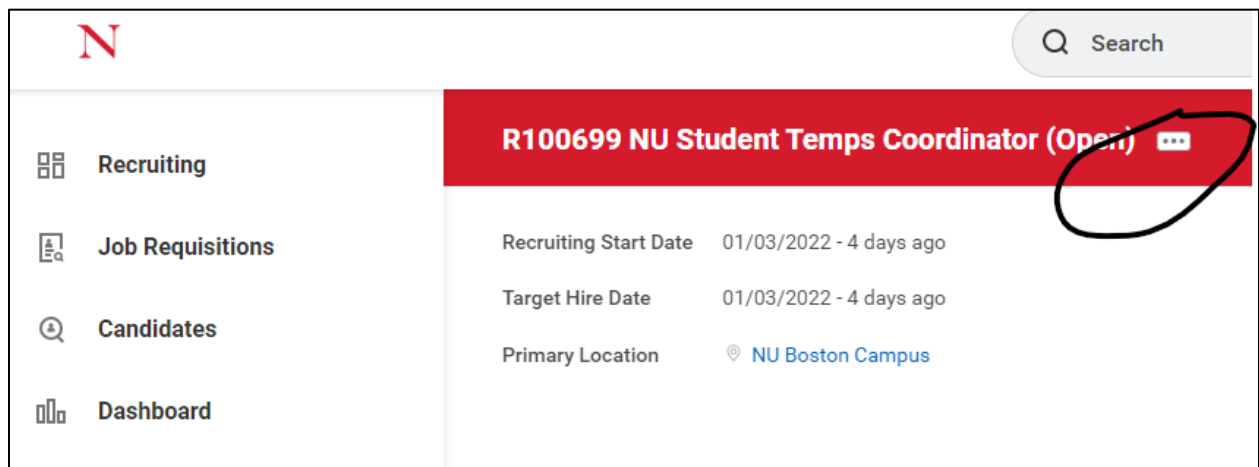 N
Search
R100699 NU Student Temps Coordinator (Open)
Recruiting
Job Requisitions
Candidates
Dashboard
Recruiting Start Date 01/03/2022 - 4 days ago
Target Hire Date 01/03/2022 - 4 days ago
Primary Location NU Boston Campus